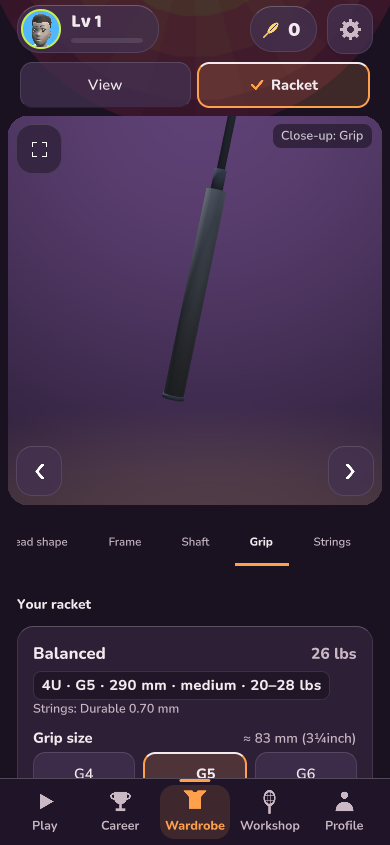 Lv 1
0
View
Racket
Close-up: Grip
ead shape
Frame
Shaft
Grip
Strings
Your racket
Balanced
26 lbs
4U · G5 · 290 mm · medium · 20–28 lbs
Strings: Durable 0.70 mm
Grip size
≈ 83 mm (3¼inch)
G4
G5
G6
Play
Career
Wardrobe
Workshop
Profile